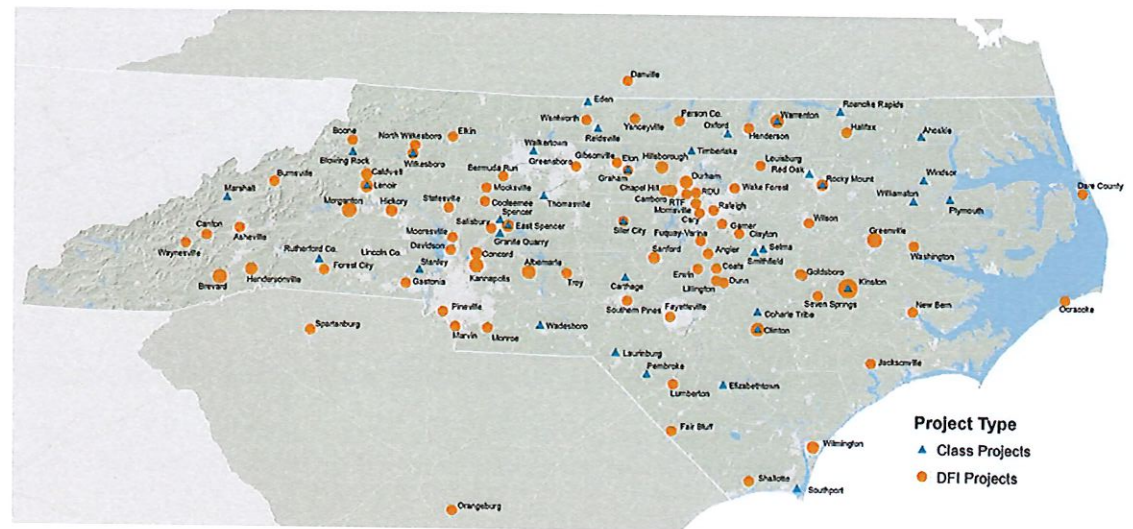 Danville
Eden
Wentworth
Yanceyville
Person Co.
Roanoke Rapids
Warrenton
Reidsville
Oxford
Henderson
Halifax
Ahoskie
Boone
North Wilkesboro
Elkin
Walkertown
Gibsonville
Elon
Hillsborough
Timberlake
Louisburg
Blowing Rock
Wilkesboro
Greensboro
Graham
Durham
Red Oak
Rocky Mount
Windsor
Burnsville
Caldwell
Bermuda Run
Chapel Hill
RDU
Wake Forest
Williamston
Dare County
Marshall
Lenoir
Mocksville
Thomasville
Carrboro
RTF
Raleigh
Plymouth
Morganton
Hickory
Statesville
Cooleemee
Spencer
Morrisville
Cary
Garner
Wilson
Canton
Asheville
Salisbury
East Spencer
Siler City
Fuquay-Varina
Clayton
Greenville
Waynesville
Rutherford Co.
Lincoln Co.
Mooresville
Granite Quarry
Davidson
Concord
Sanford
Angier
Selma
Smithfield
Washington
Brevard
Hendersonville
Forest City
Stanley
Kannapolis
Albemarle
Erwin
Coats
Goldsboro
Gastonia
Troy
Carthage
Lillington
Dunn
Kinston
Seven Springs
Spartanburg
Pineville
Southern Pines
Fayetteville
Coharie Tribe
New Bern
Ocracoke
Marvin
Monroe
Wadesboro
Clinton
Laurinburg
Pembroke
Jacksonville
Lumberton
Elizabethtown
Fair Bluff
Wilmington
Shallotte
Southport
Orangeburg
Project Type
Class Projects
DFI Projects